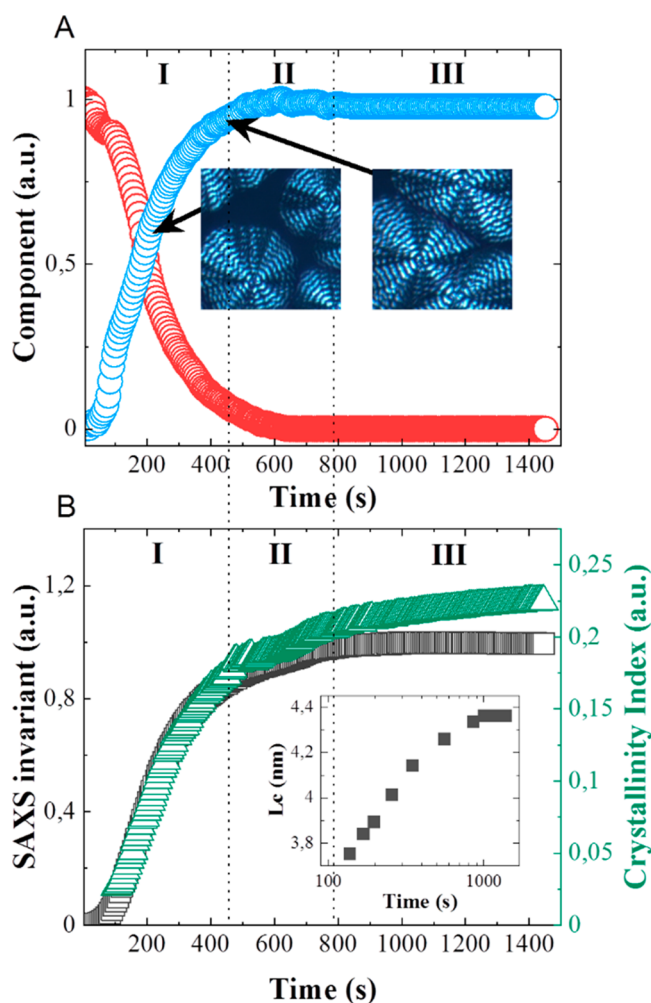 A
I II III
Component (a.u.)
1
0,5
0
200 400 600 800 1000 1200 1400
Time (s)
B
I II III
SAXS invariant (a.u.)
1,2
0,8
0,4
0
Crystallinity Index (a.u.)
0,25
0,2
0,15
0,1
0,05
0
Lc (nm)
4,4
4,2
4
3,8
100 1000
Time (s)
200 400 600 800 1000 1200 1400
Time (s)